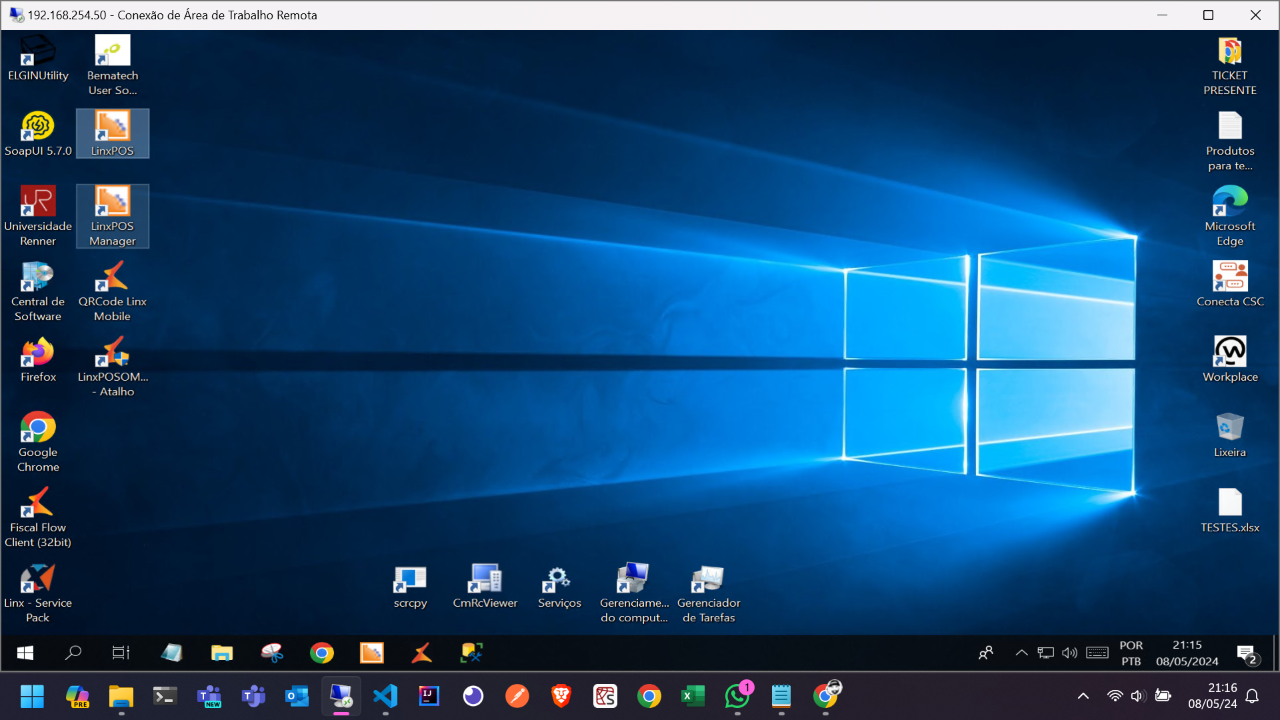 192.168.254.50 - Conexão de Área de Trabalho Remota
ELGINUtility
Bematech
User So...
SoapUI 5.7.0
LinxPOS
Universidade
Renner
LinxPOS
Manager
Central de
Software
QRCode Linx
Mobile
Firefox
LinxPOSOM...
- Atalho
Google
Chrome
Fiscal Flow
Client (32bit)
Linx - Service
Pack
scrcpy
CmRcViewer
Serviços
Gerenciame...
do comput...
Gerenciador
de Tarefas
TICKET
PRESENTE
Produtos
para te...
Microsoft
Edge
Conecta CSC
Workplace
Lixeira
TESTES.xlsx
POR
PTB
21:15
08/05/2024
2
PRE
NEW
1
21:16
08/05/24